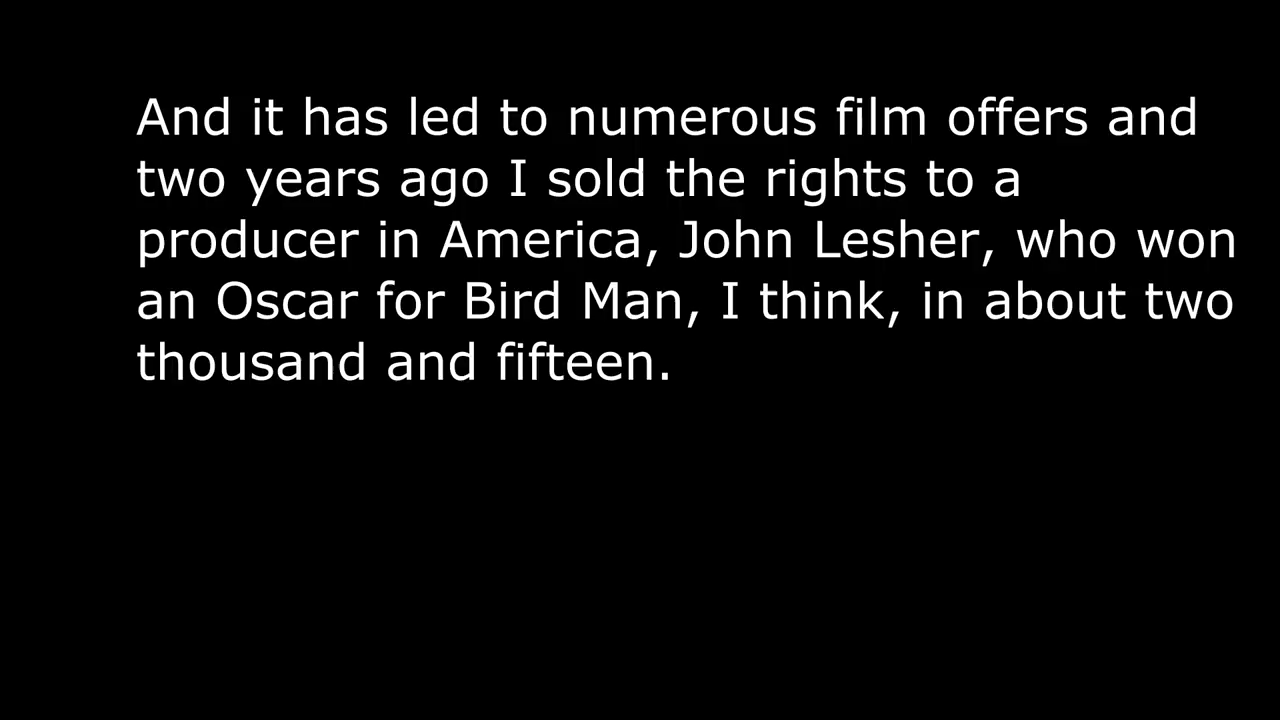 And it has led to numerous film offers and
two years ago I sold the rights to a
producer in America, John Lesher, who won
an Oscar for Bird Man, I think, in about two
thousand and fifteen.